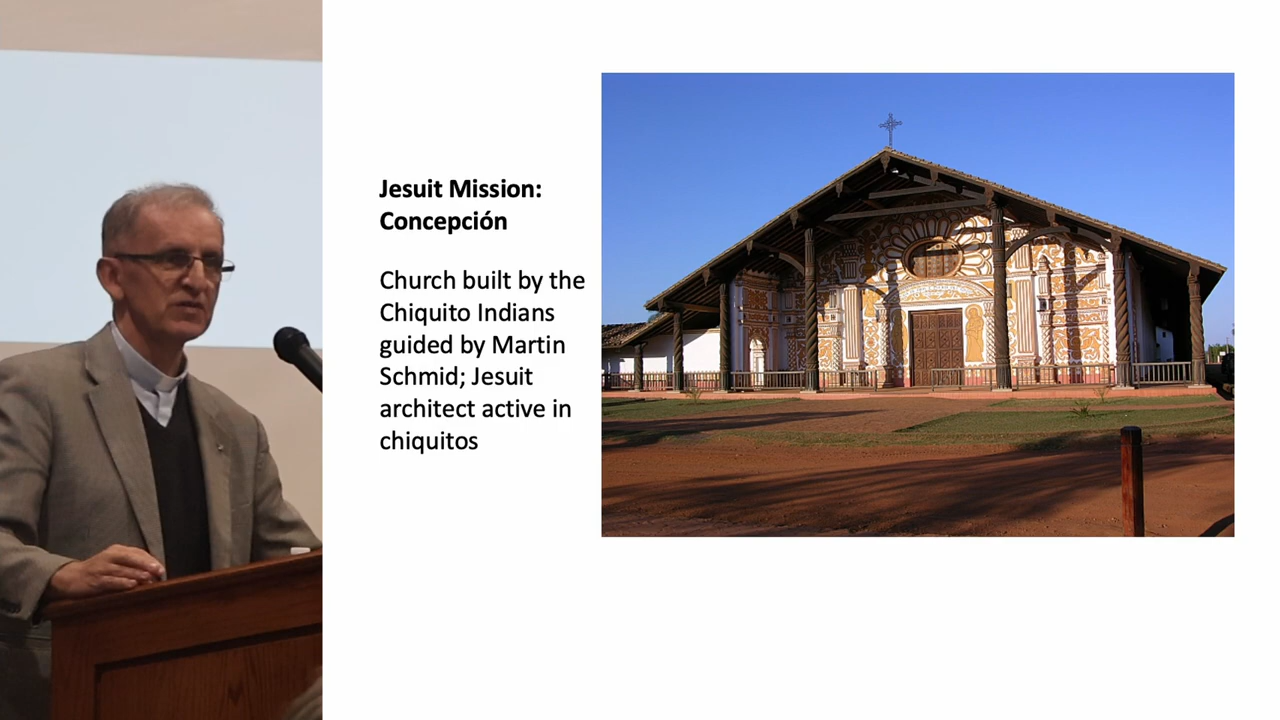 Jesuit Mission:
Concepción
Church built by the
Chiquito Indians
guided by Martin
Schmid; Jesuit
architect active in
chiquitos